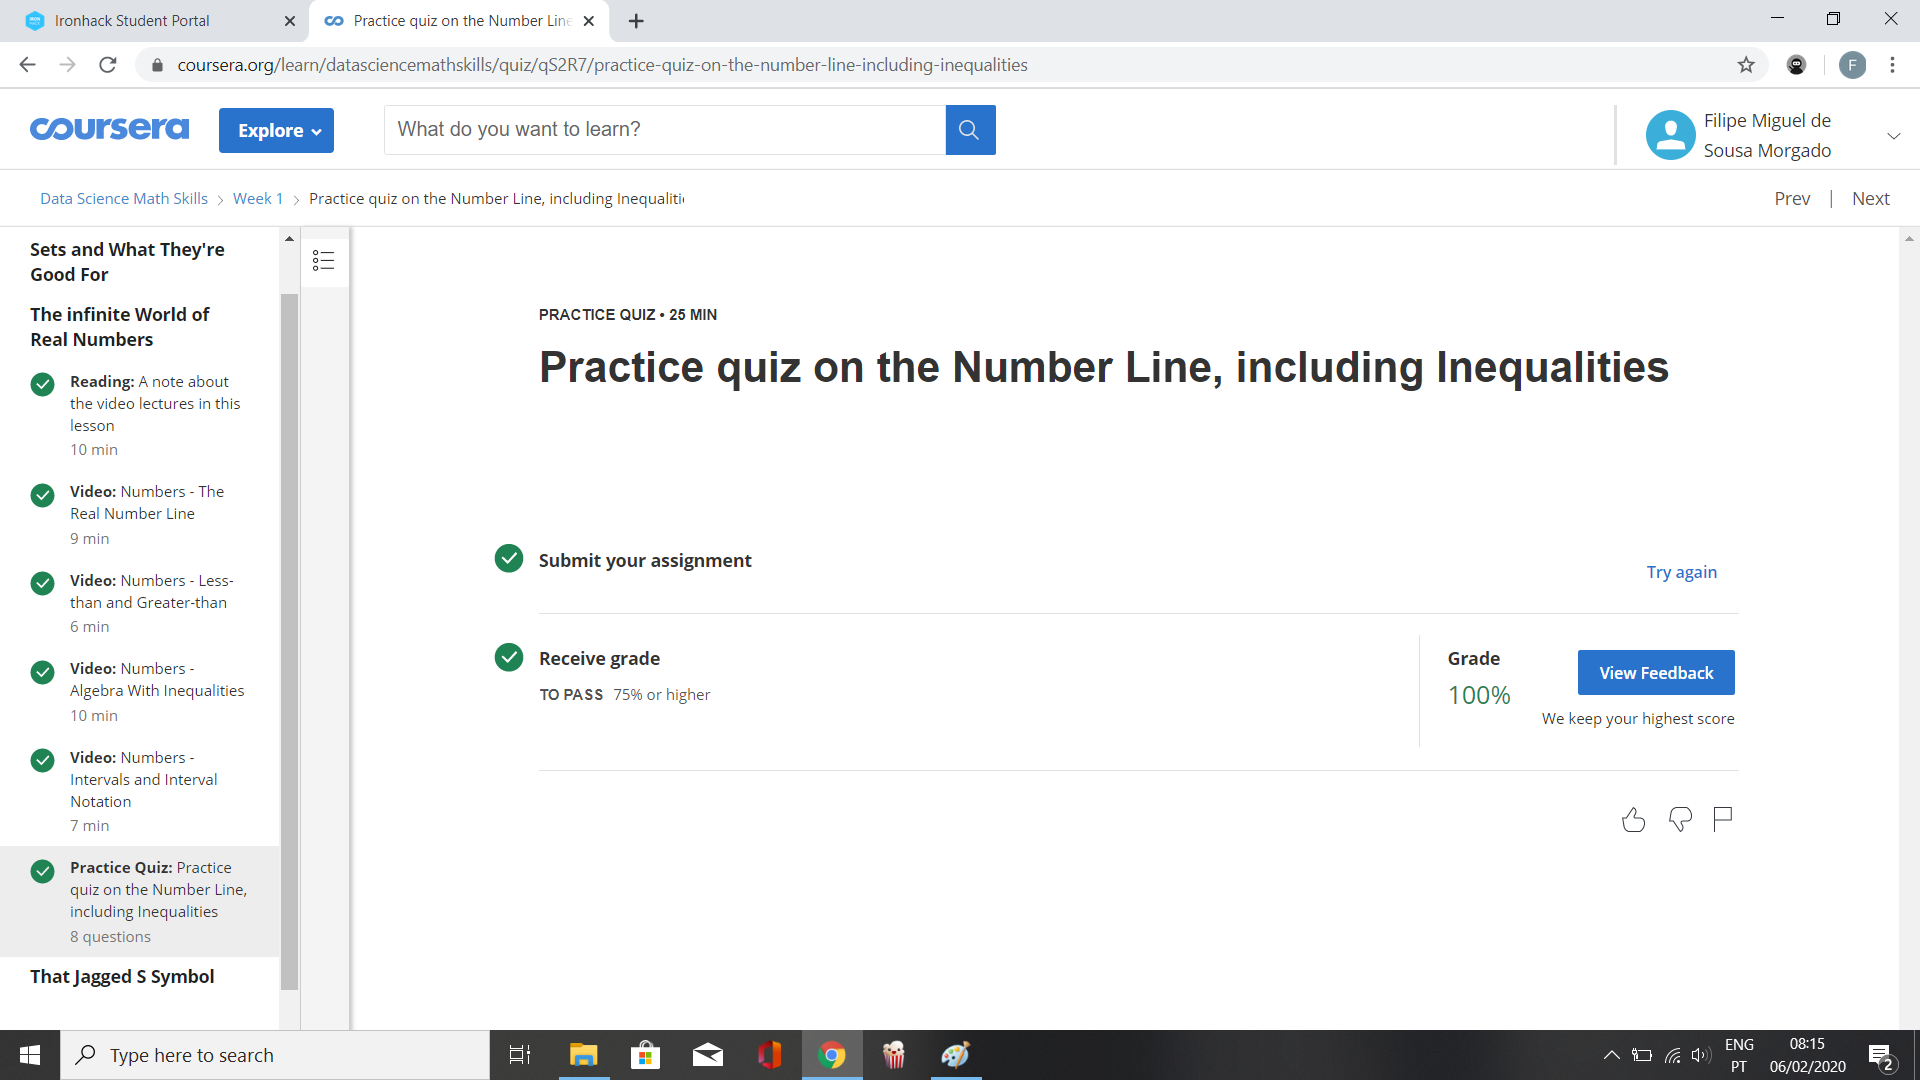 Ironhack Student Portal
Practice quiz on the Number Line
coursera.org/learn/datasciencemathskills/quiz/qS2R7/practice-quiz-on-the-number-line-including-inequalities
F
coursera
Explore
What do you want to learn?
Filipe Miguel de
Sousa Morgado
Data Science Math Skills > Week 1 > Practice quiz on the Number Line, including Inequaliti
Prev | Next
Sets and What They're
Good For
The infinite World of
Real Numbers
Reading: A note about
the video lectures in this
lesson
10 min
Video: Numbers - The
Real Number Line
9 min
Video: Numbers - Less-
than and Greater-than
6 min
Video: Numbers -
Algebra With Inequalities
10 min
Video: Numbers -
Intervals and Interval
Notation
7 min
Practice Quiz: Practice
quiz on the Number Line,
including Inequalities
8 questions
That Jagged S Symbol
PRACTICE QUIZ • 25 MIN
Practice quiz on the Number Line, including Inequalities
Submit your assignment
Try again
Receive grade
TO PASS 75% or higher
Grade
100%
View Feedback
We keep your highest score
Type here to search
ENG
PT
08:15
06/02/2020
2